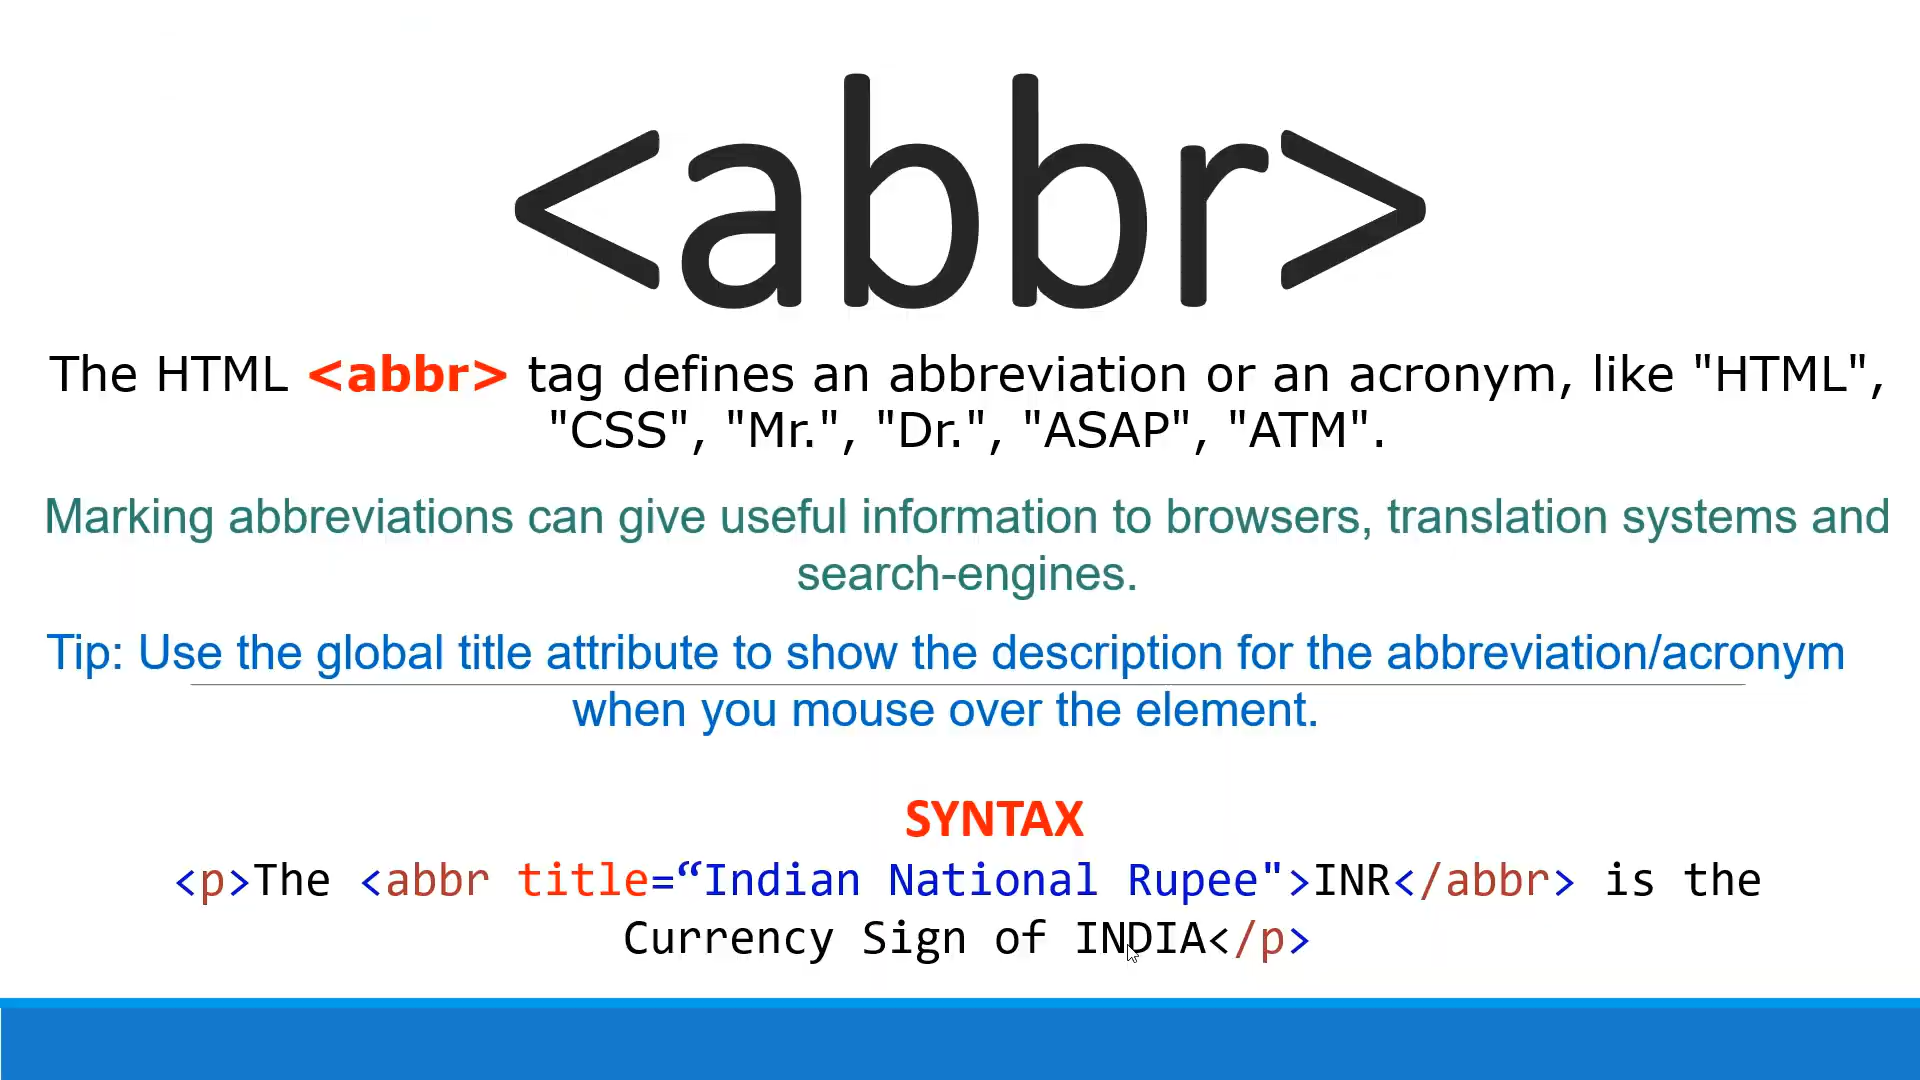 <abbr>
The HTML <abbr> tag defines an abbreviation or an acronym, like "HTML",
"CSS", "Mr.", "Dr.", "ASAP", "ATM".
Marking abbreviations can give useful information to browsers, translation systems and
search-engines.
Tip: Use the global title attribute to show the description for the abbreviation/acronym
when you mouse over the element.
SYNTAX
<p>The <abbr title=“Indian National Rupee">INR</abbr> is the
Currency Sign of INDIA</p>